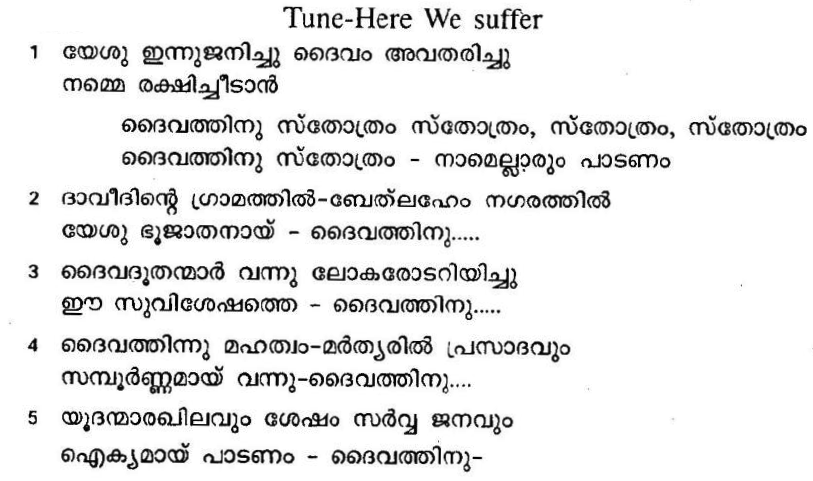 Tune-Here We suffer
1 യേശു ഇന്നുജനിച്ചു ദൈവം അവതരിച്ചു
നമ്മെ രക്ഷിച്ചീടാൻ
ദൈവത്തിനു സ്തോത്രം സ്തോത്രം, സ്തോത്രം, സ്തോത്രം
ദൈവത്തിനു സ്തോത്രം - നാമെല്ലാരും പാടണം
2 ദാവീദിന്റെ ഗ്രാമത്തിൽ-ബേത്‌ലഹേം നഗരത്തിൽ
യേശു ഭൂജാതനായ് - ദൈവത്തിനു.....
3 ദൈവദൂതന്മാർ വന്നു ലോകരോടറിയിച്ചു
ഈ സുവിശേഷത്തെ - ദൈവത്തിനു.....
4 ദൈവത്തിന്നു മഹത്വം-മർത്യരിൽ പ്രസാദവും
സമ്പൂർണ്ണമായ് വന്നു-ദൈവത്തിനു....
5 യൂദന്മാരഖിലവും ശേഷം സർവ്വ ജനവും
ഐക്യമായ് പാടണം - ദൈവത്തിനു-